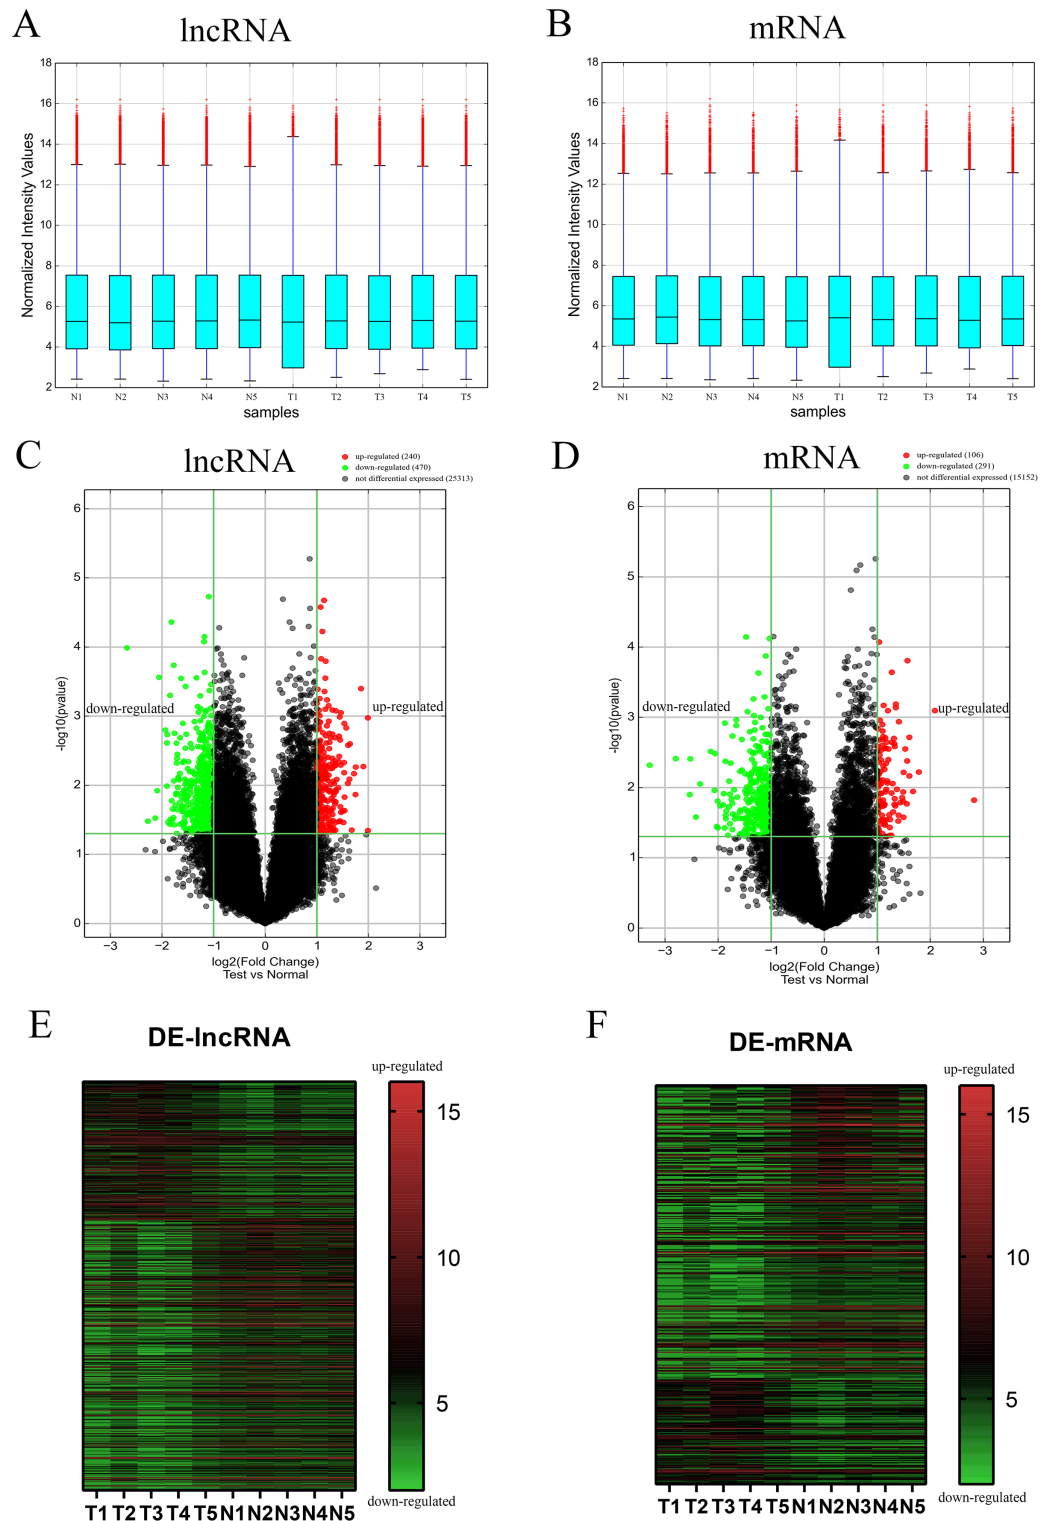 A
lncRNA
18
16
14
12
10
8
6
4
2
Normalized Intensity Values
N1 N2 N3 N4 N5 T1 T2 T3 T4 T5
samples
B
mRNA
18
16
14
12
10
8
6
4
2
Normalized Intensity Values
N1 N2 N3 N4 N5 T1 T2 T3 T4 T5
samples
C
lncRNA
up-regulated (240)
down-regulated (470)
not differential expressed (25313)
6
5
4
3
2
1
0
-log10(pvalue)
down-regulated
up-regulated
−3 −2 −1 0 1 2 3
log2(Fold Change)
Test vs Normal
D
mRNA
up-regulated (106)
down-regulated (291)
not differential expressed (15152)
6
5
4
3
2
1
0
-log10(pvalue)
down-regulated
up-regulated
−3 −2 −1 0 1 2 3
log2(Fold Change)
Test vs Normal
E
DE-lncRNA
up-regulated
15
10
5
down-regulated
T1 T2 T3 T4 T5 N1 N2 N3 N4 N5
F
DE-mRNA
up-regulated
15
10
5
down-regulated
T1 T2 T3 T4 T5 N1 N2 N3 N4 N5